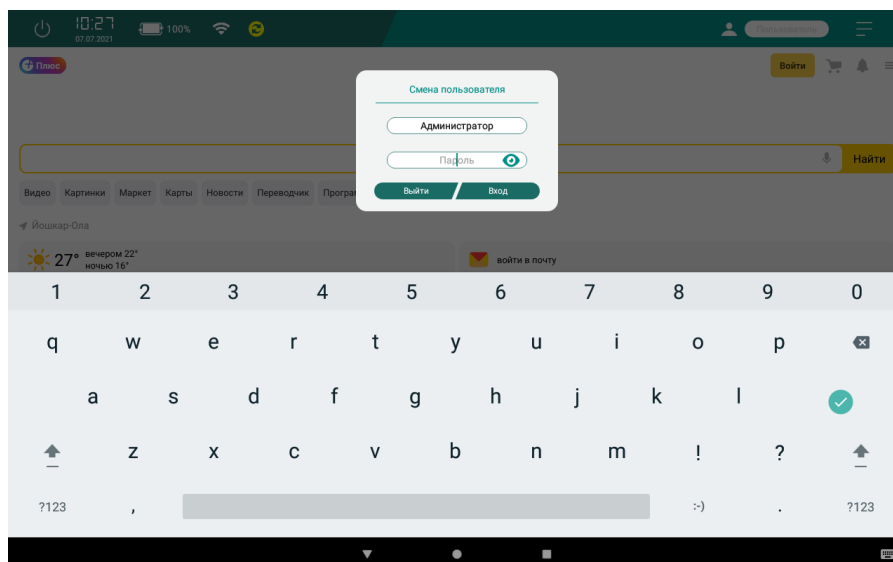 10:27
07.07.2021
100%
Пользователь
Плюс
Войти
Смена пользователя
Администратор
Пароль
Выйти
Вход
Найти
Видео Картинки Маркет Карты Новости Переводчик Програм
Йошкар-Ола
27° вечером 22°
ночью 16°
войти в почту
1 2 3 4 5 6 7 8 9 0
q w e r t y u i o p
a s d f g h j k l
z x c v b n m ! ?
?123 , :-) . ?123